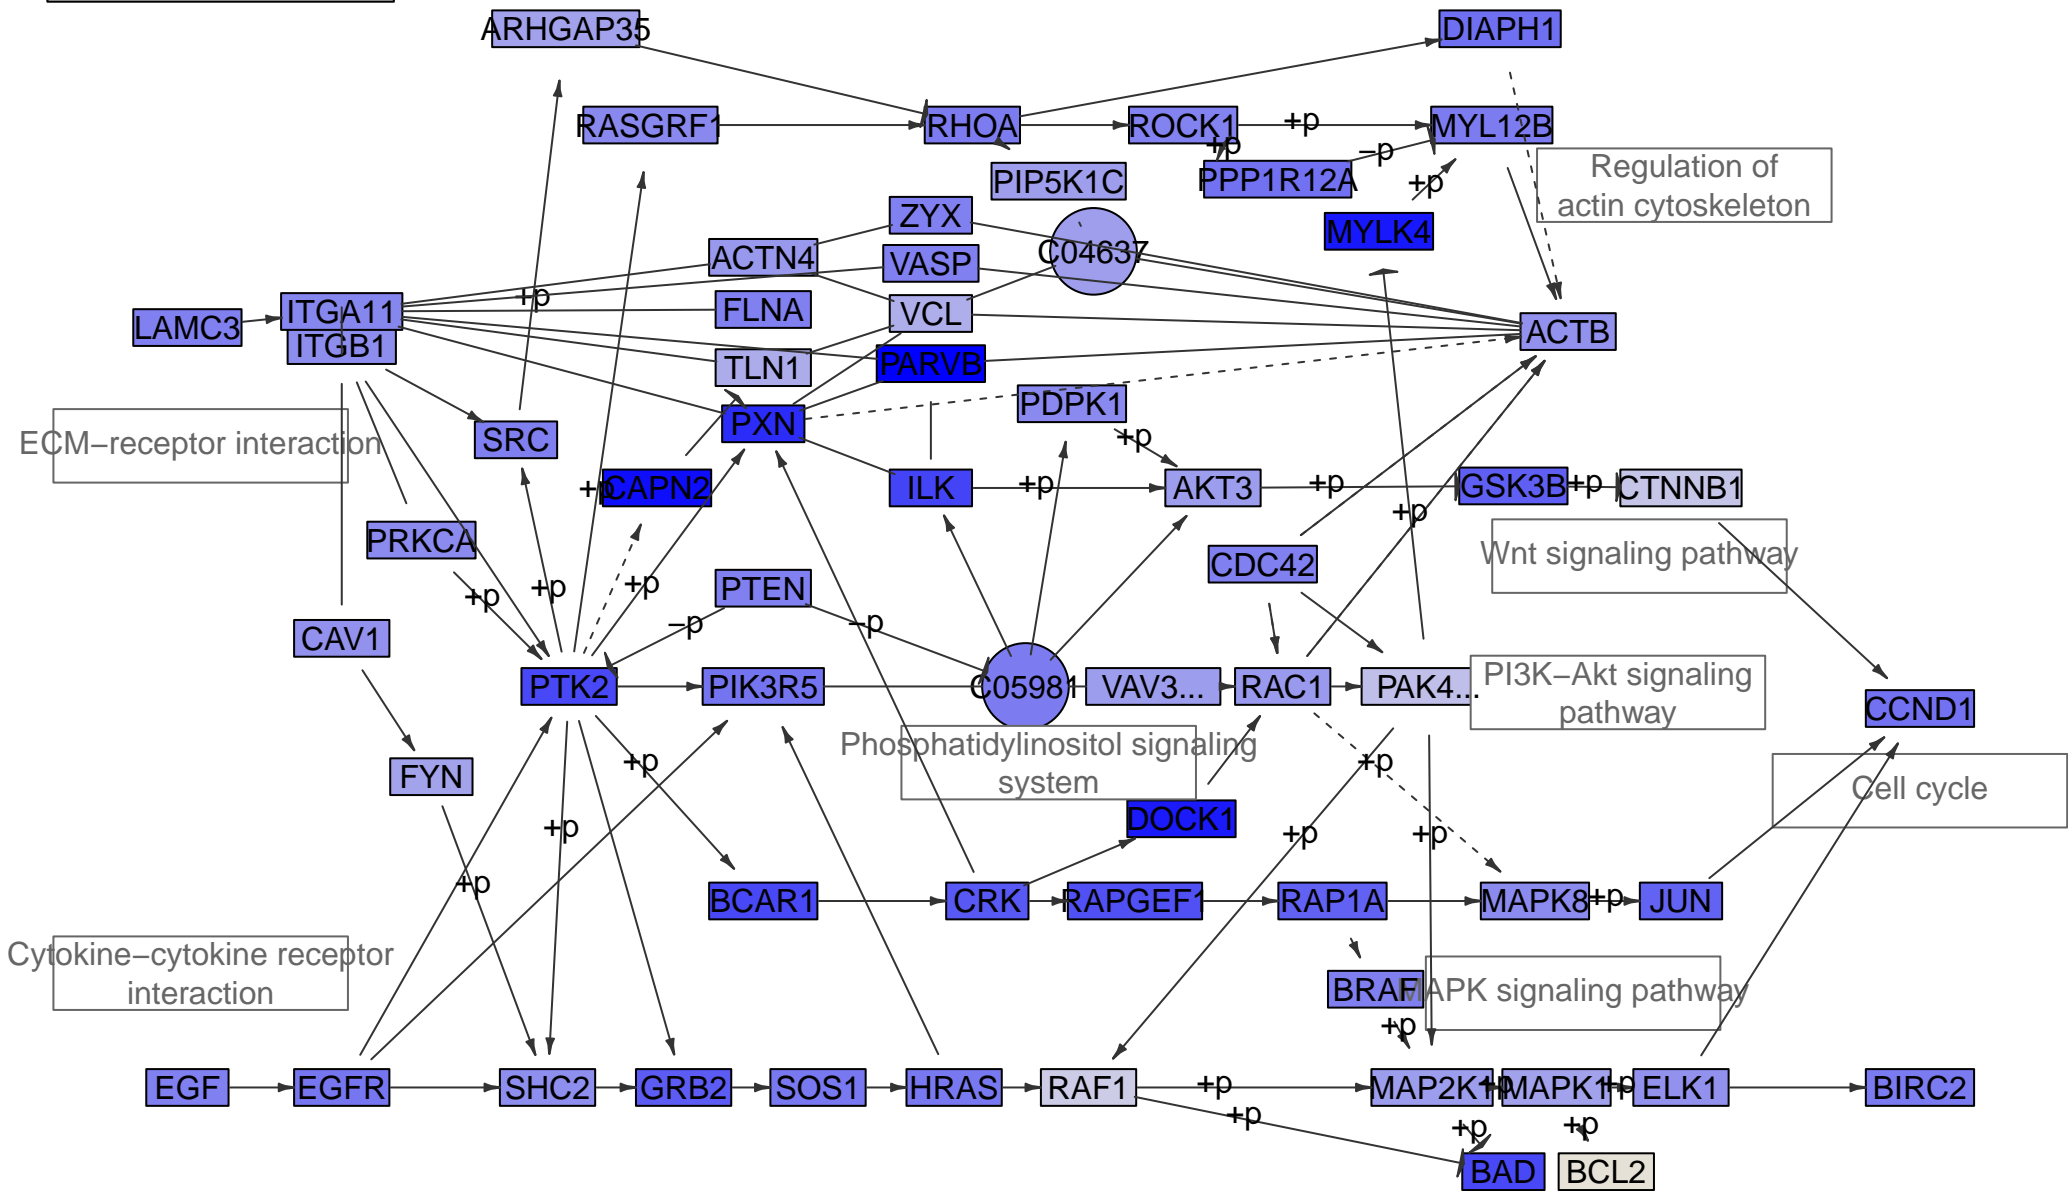 ARHGAP35
DIAPH1
RASGRF1
RHOA
ROCK1
+p
MYL12B
+p
−p
Regulation of
actin cytoskeleton
PIP5K1C
PPP1R12A
+p
ZYX
MYLK4
ACTN4
VASP
C04637
+p
ITGA11
FLNA
VCL
LAMC3
ITGB1
ACTB
TLN1
PARVB
PDPK1
PXN
+p
ECM−receptor interaction
SRC
+p
CAPN2
ILK
+p
AKT3
+p
GSK3B
+p
CTNNB1
+p
PRKCA
Wnt signaling pathway
CDC42
+p
+p
+p
PTEN
−p
−p
CAV1
PTK2
PIK3R5
C05981
VAV3...
RAC1
PAK4...
PI3K−Akt signaling
pathway
CCND1
Phosphatidylinositol signaling
system
+p
+p
FYN
Cell cycle
DOCK1
+p
+p
+p
+p
BCAR1
CRK
RAPGEF1
RAP1A
MAPK8
+p
JUN
Cytokine−cytokine receptor
interaction
BRAF
MAPK signaling pathway
+p
EGF
EGFR
SHC2
GRB2
SOS1
HRAS
RAF1
+p
MAP2K1
+p
MAPK1
+p
ELK1
BIRC2
+p
+p
+p
BAD
BCL2